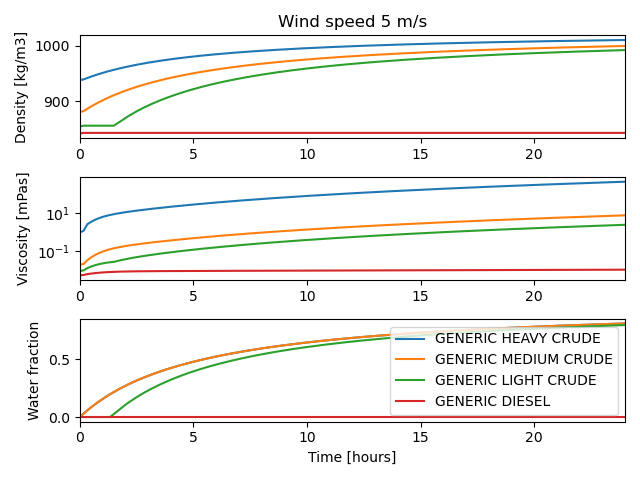 Wind speed 5 m/s
Density [kg/m3]
1000
900
0 5 10 15 20
Viscosity [mPas]
10¹
10⁻¹
0 5 10 15 20
Water fraction
0.5
0.0
GENERIC HEAVY CRUDE
GENERIC MEDIUM CRUDE
GENERIC LIGHT CRUDE
GENERIC DIESEL
0 5 10 15 20
Time [hours]